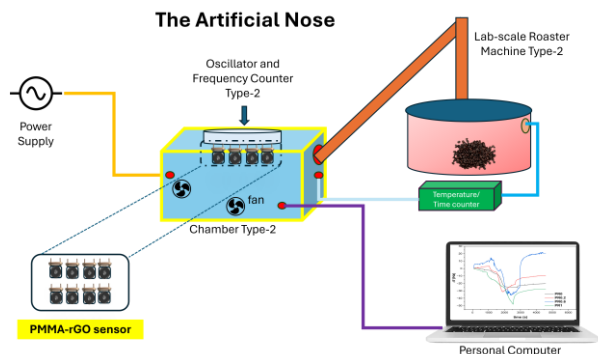 The Artificial Nose
Lab-scale Roaster
Machine Type-2
Oscillator and
Frequency Counter
Type-2
Power
Supply
Temperature/
Time counter
fan
Chamber Type-2
PMMA-rGO sensor
Personal Computer